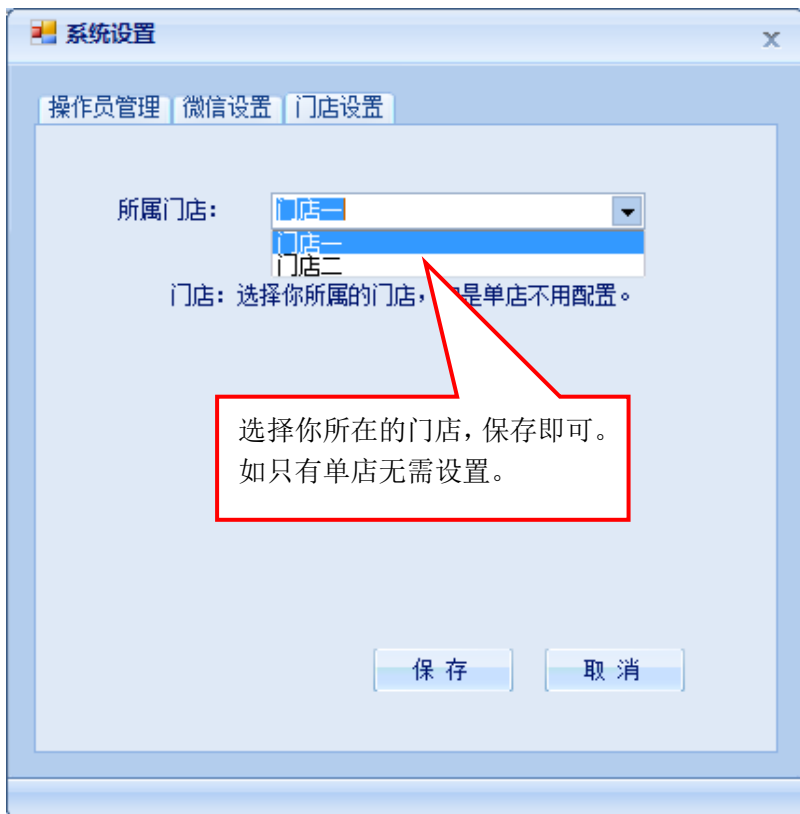 系统设置
x
操作员管理 微信设置 门店设置
所属门店： 门店一
门店一
门店二
门店：选择你所属的门店，是单店不用配置。
选择你所在的门店，保存即可。
如只有单店无需设置。
保 存 取 消